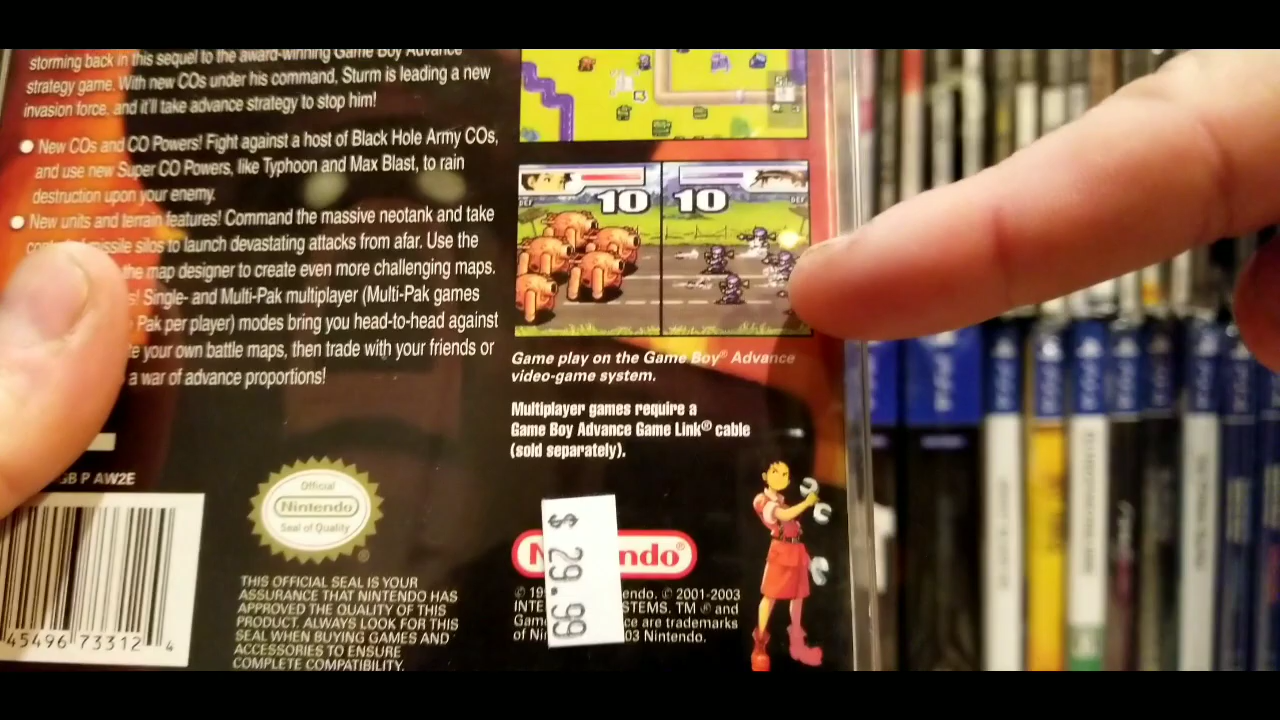 storming back in this sequel to the award-winning Game Boy Advance
strategy game. With new COs under his command, Sturm is leading a new
invasion force, and it'll take advance strategy to stop him!
New COs and CO Powers! Fight against a host of Black Hole Army COs,
and use new Super CO Powers, like Typhoon and Max Blast, to rain
destruction upon your enemy.
New units and terrain features! Command the massive neotank and take
missile silos to launch devastating attacks from afar. Use the
the map designer to create even more challenging maps.
! Single- and Multi-Pak multiplayer (Multi-Pak games
Pak per player) modes bring you head-to-head against
your own battle maps, then trade with your friends or
a war of advance proportions!
10 10
Game play on the Game Boy® Advance
video-game system.
Multiplayer games require a
Game Boy Advance Game Link® cable
(sold separately).
P AW2E
45496 73312 4
Official
Nintendo
Seal of Quality
®
THIS OFFICIAL SEAL IS YOUR
ASSURANCE THAT NINTENDO HAS
APPROVED THE QUALITY OF THIS
PRODUCT. ALWAYS LOOK FOR THIS
SEAL WHEN BUYING GAMES AND
ACCESSORIES TO ENSURE
COMPLETE COMPATIBILITY.
$ 29.99
N ndo®
© 19 endo. © 2001-2003
INTE STEMS. TM ® and
Gam ce are trademarks
of Nin 03 Nintendo.